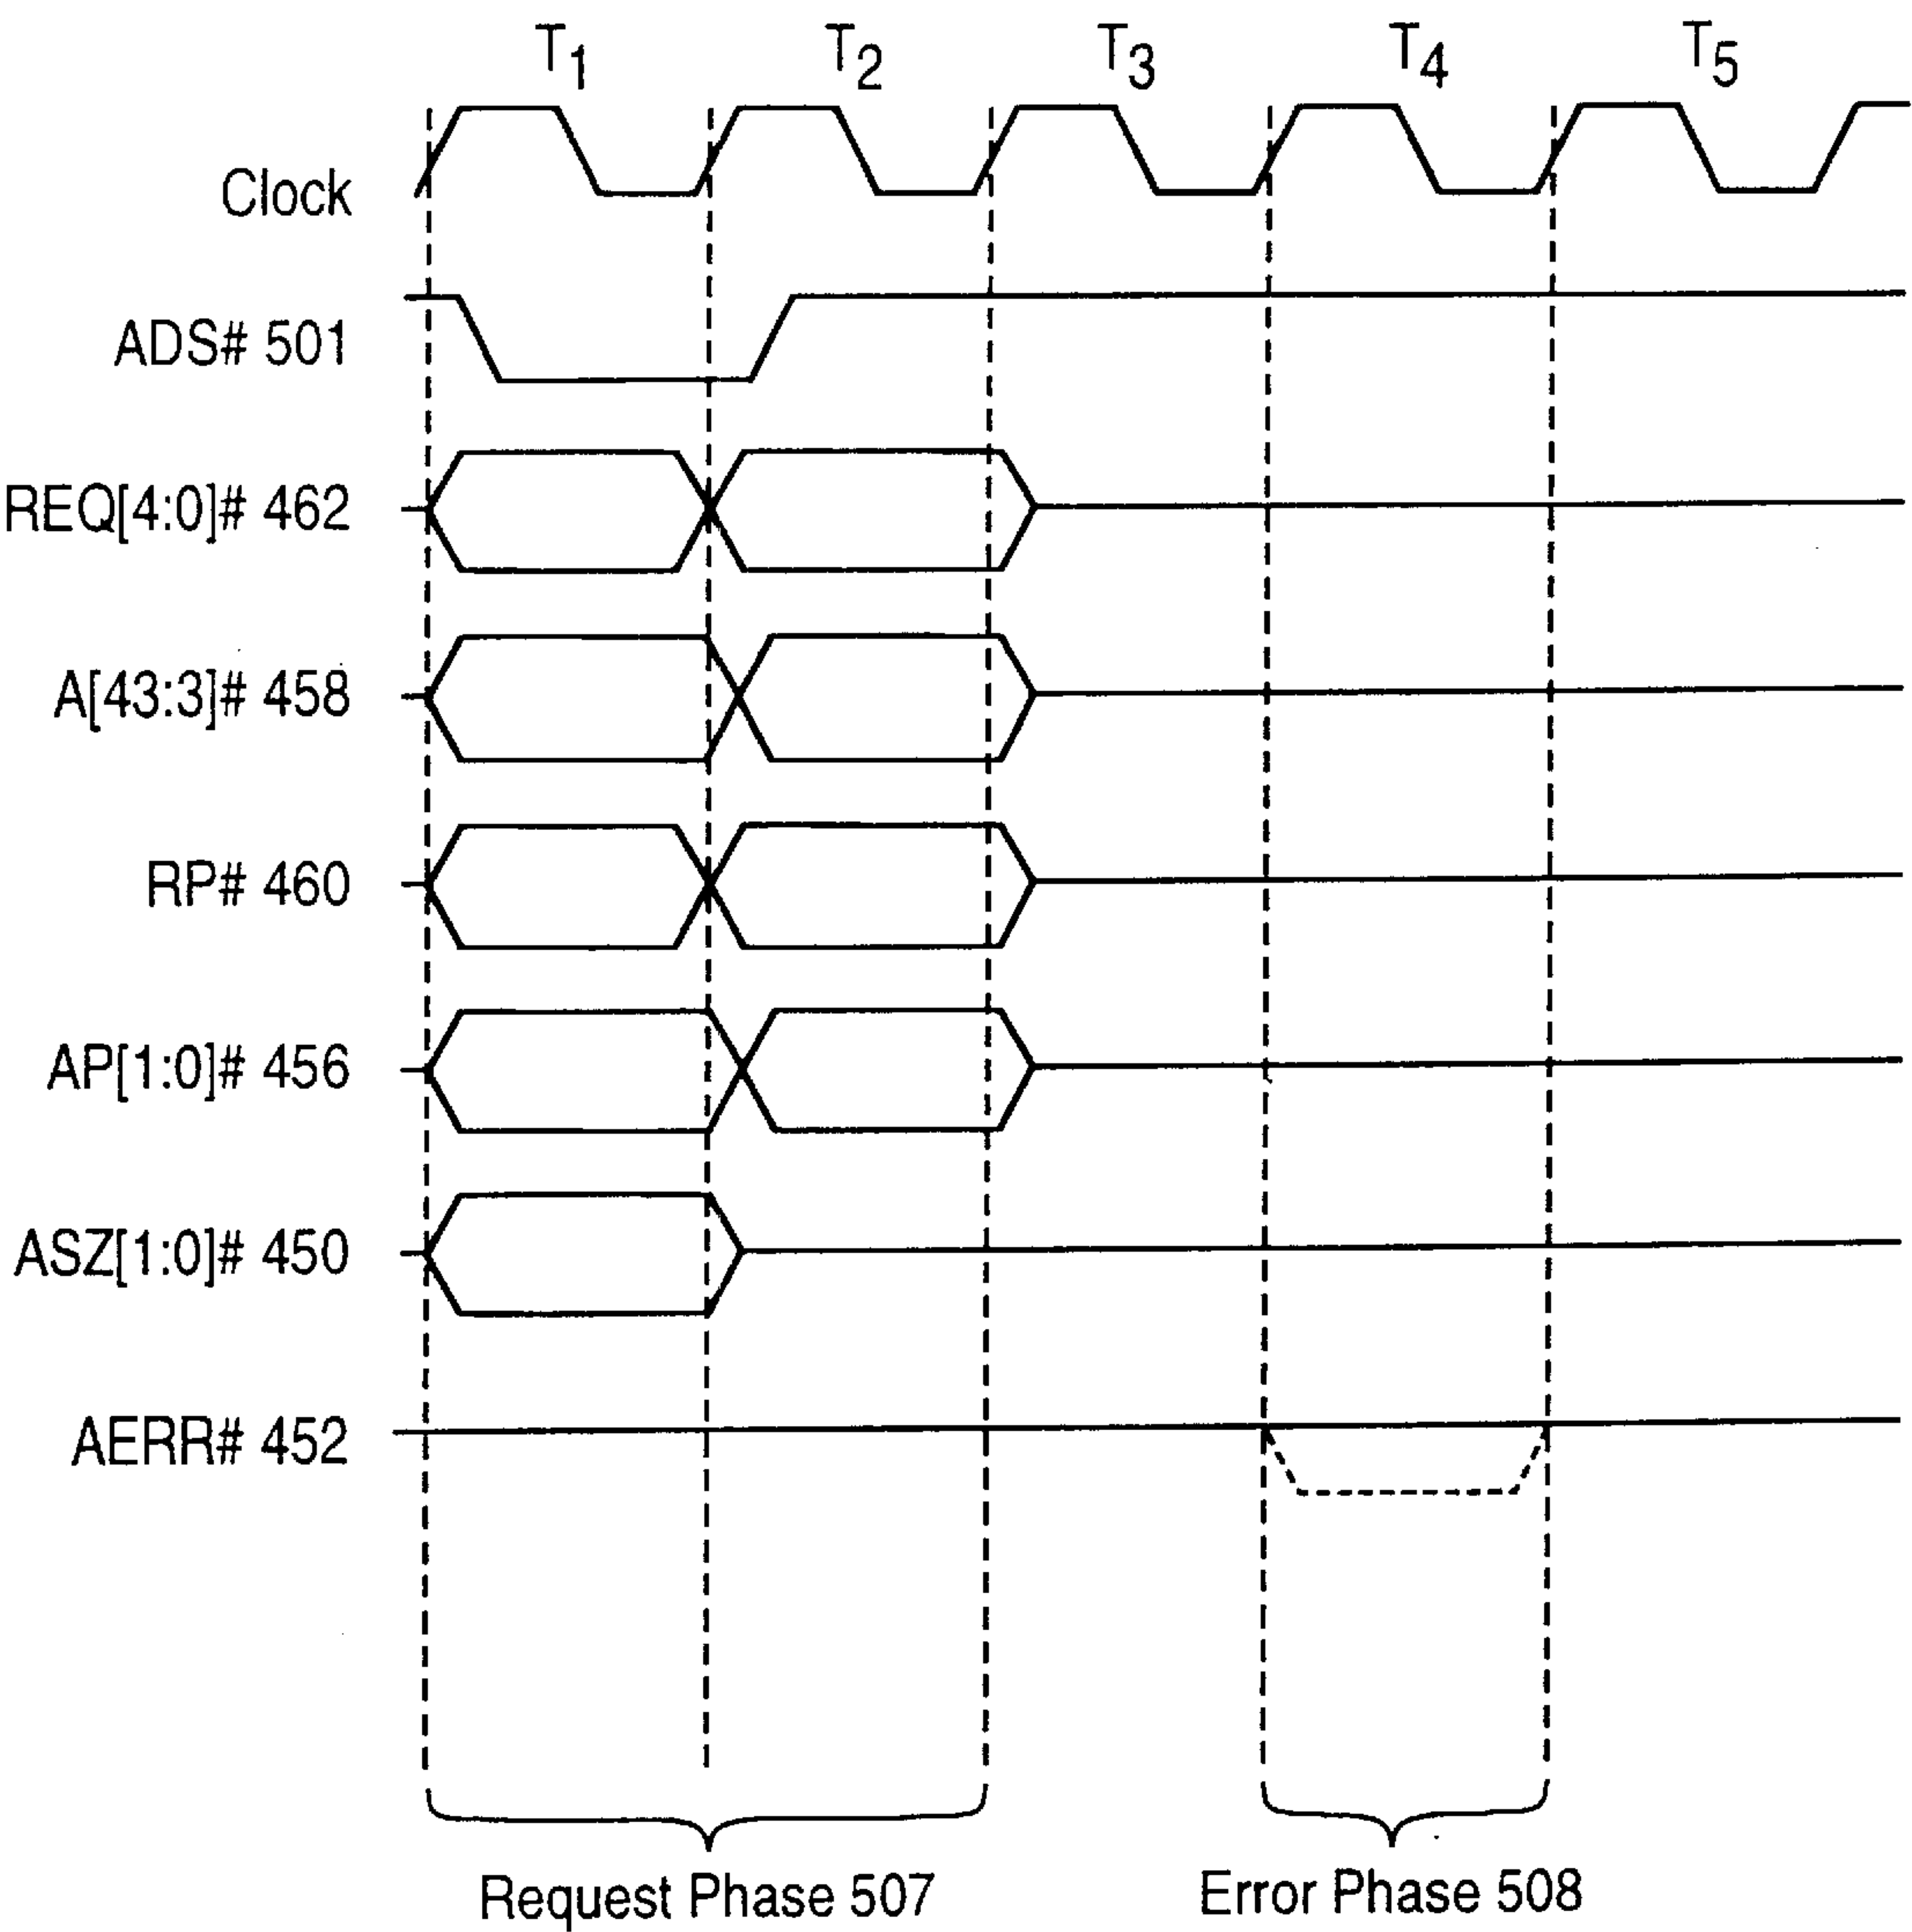 T1 T2 T3 T4 T5
Clock
ADS# 501
REQ[4:0]# 462
A[43:3]# 458
RP# 460
AP[1:0]# 456
ASZ[1:0]# 450
AERR# 452
Request Phase 507 Error Phase 508